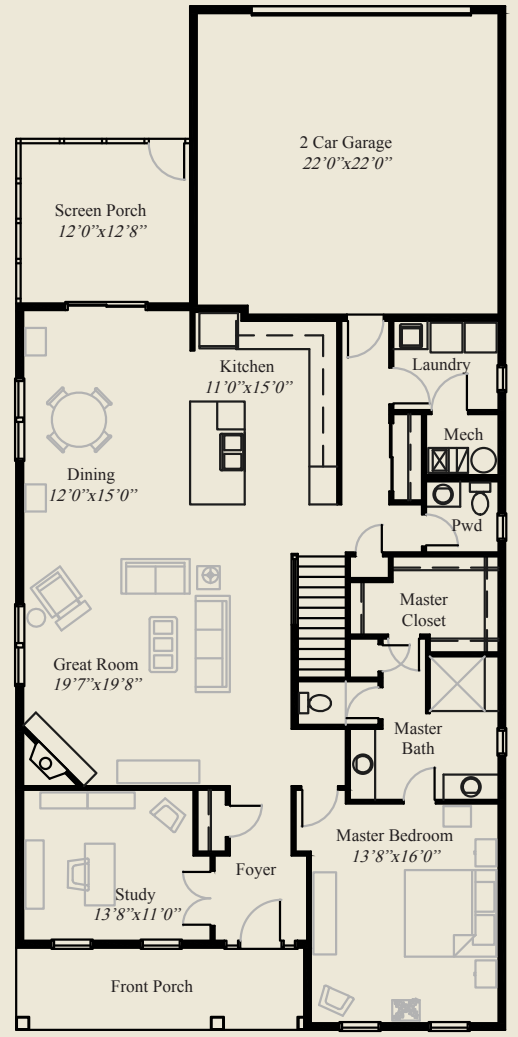 2 Car Garage
22’0”x22’0”
Screen Porch
12’0”x12’8”
Kitchen
11’0”x15’0”
Laundry
Mech
Dining
12’0”x15’0”
Pwd
Master
Closet
Great Room
19’7”x19’8”
Master
Bath
Master Bedroom
13’8”x16’0”
Foyer
Study
13’8”x11’0”
Front Porch